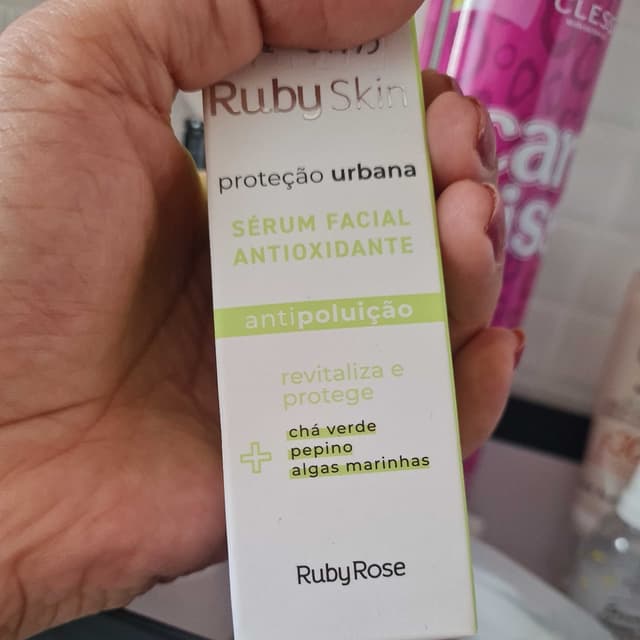 Ruby Skin
proteção urbana
SÉRUM FACIAL
ANTIOXIDANTE
antipoluição
revitaliza e
protege
+ chá verde
pepino
algas marinhas
RubyRose